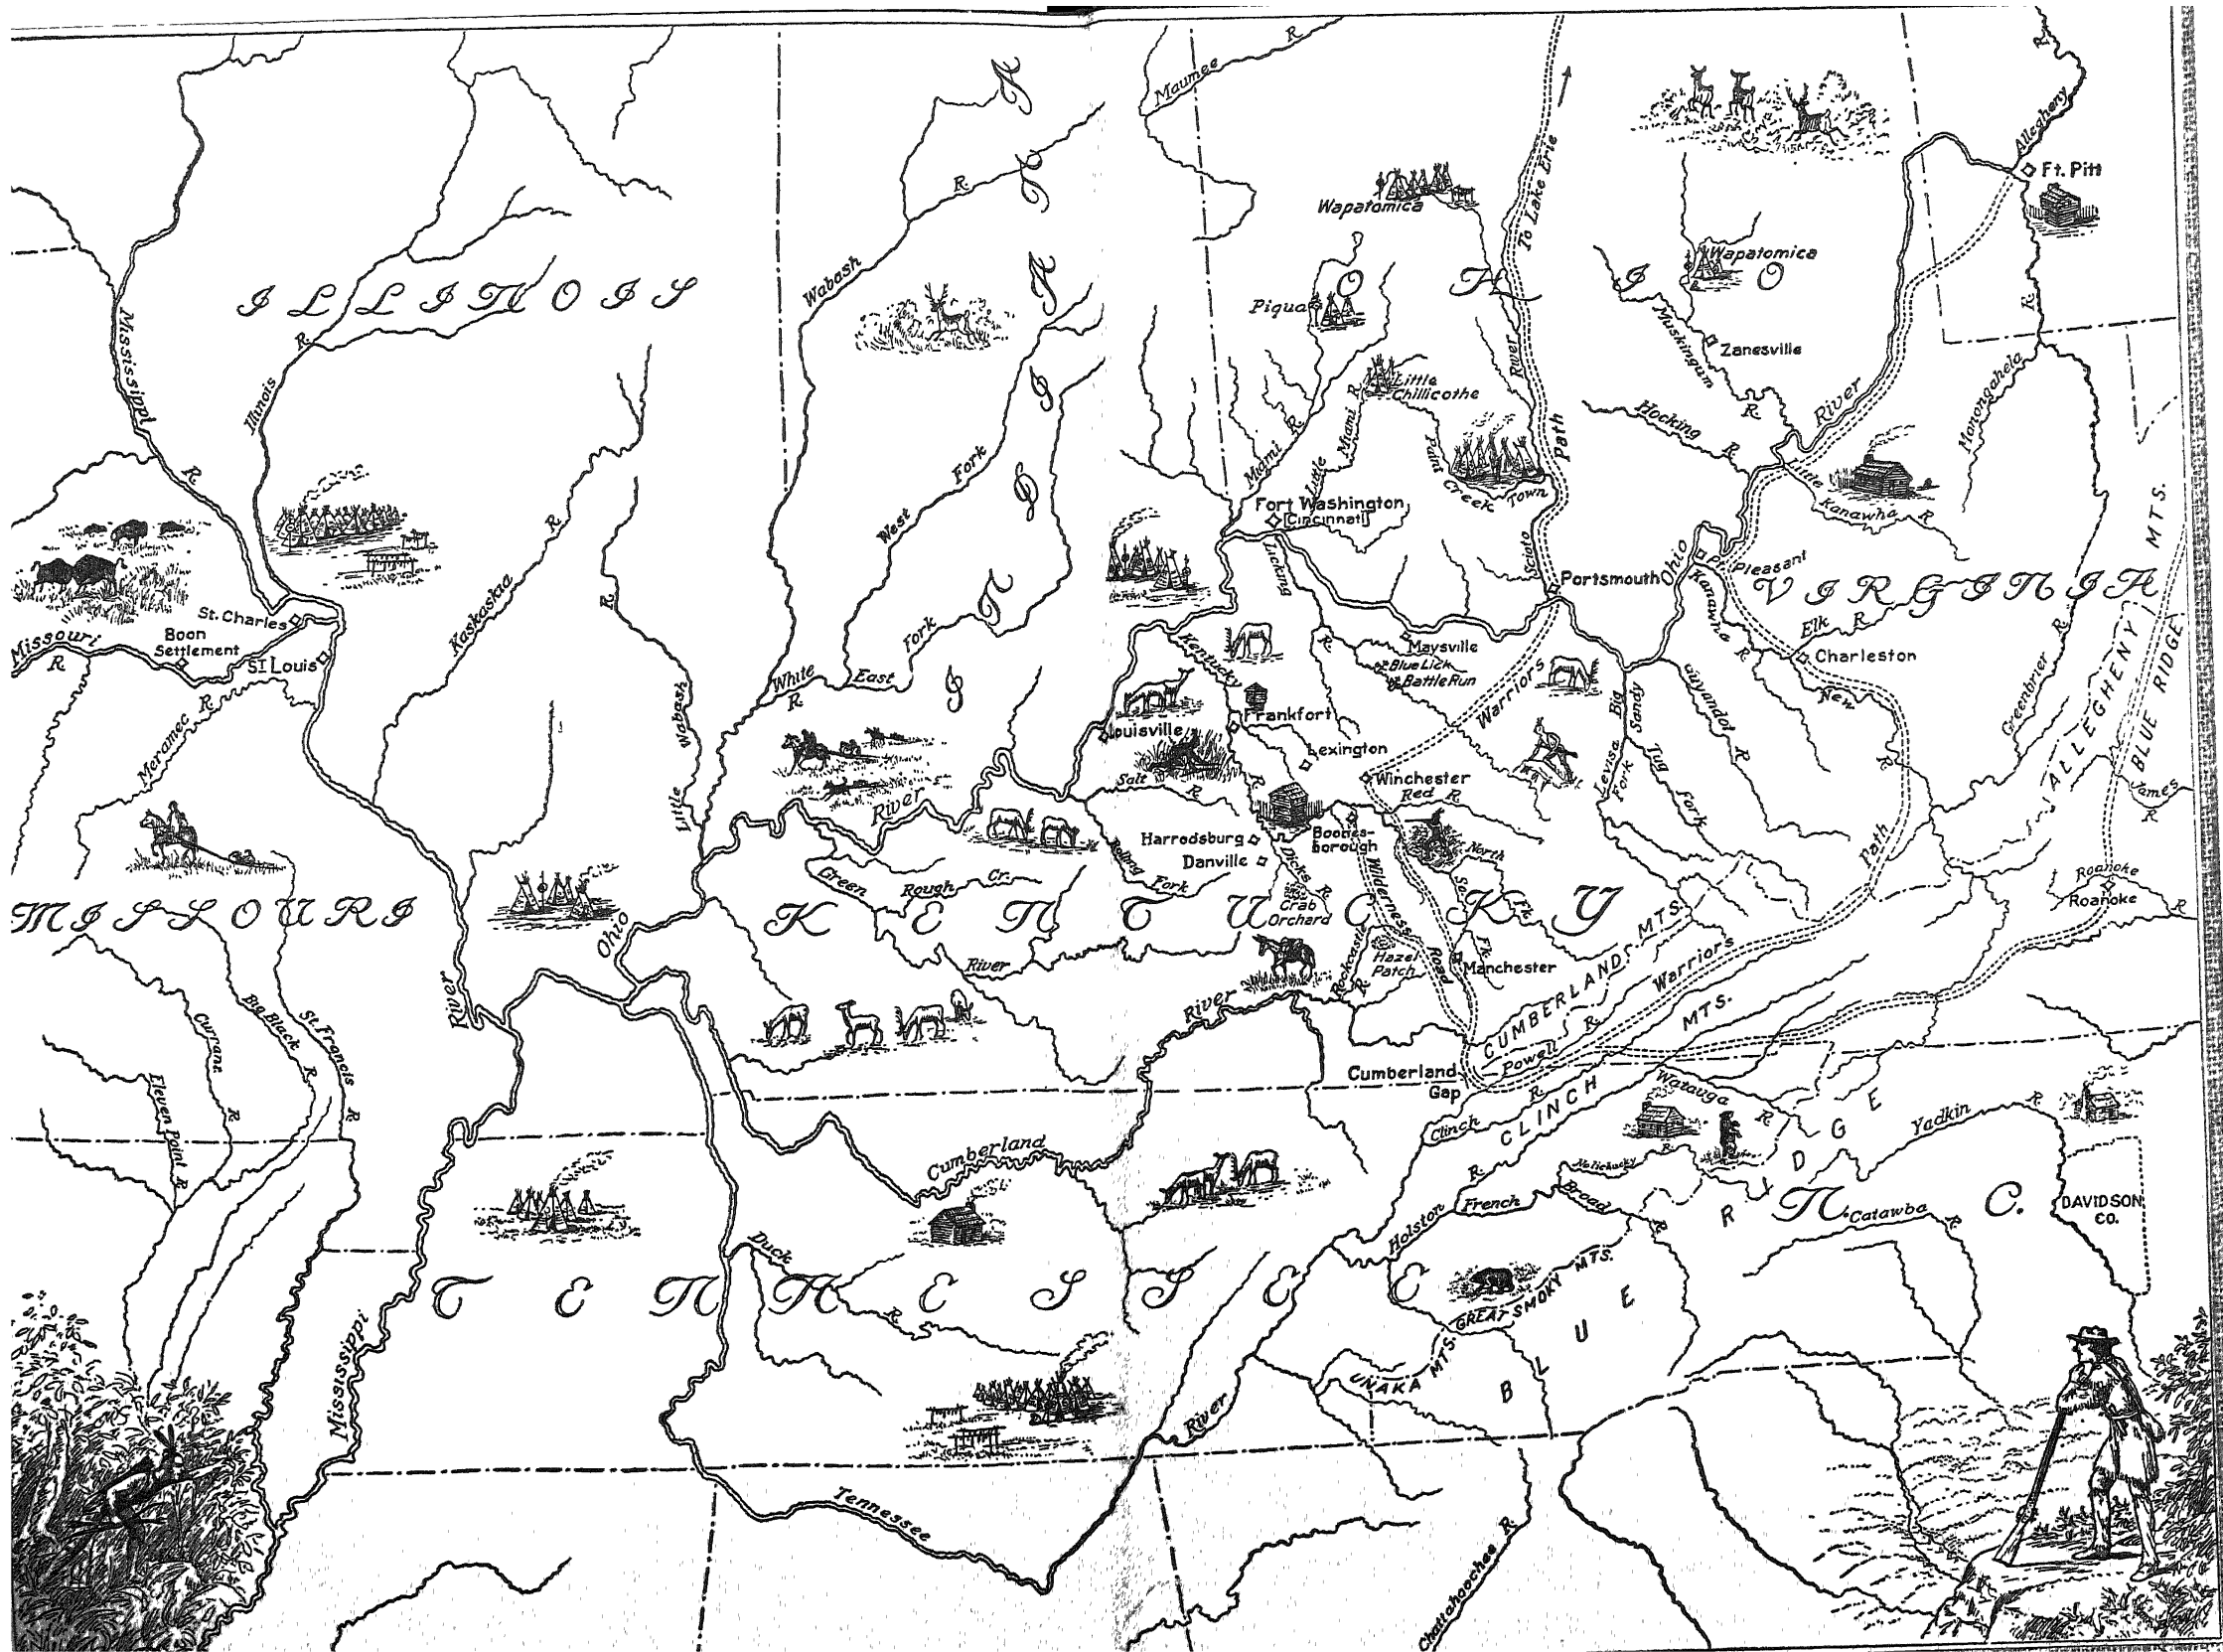 Maumee
R.
R.
Allegheny
Ft. Pitt
R.
To Lake Erie
Wapatomica
Wapatomica
O H I O
Piqua
Muskingum
R.
Zanesville
Monongahela
I L L I N O I S
Mississippi
R.
Illinois
R.
Wabash
R.
I N D I A N A
West
Fork
Little
Chillicothe
River
Path
Hocking
R.
River
Miami
R.
Little
Miami R.
Paint
Creek
Town
Little
Kanawha
R.
Fort Washington
[Cincinnati]
Licking
R.
Scioto
Portsmouth
Ohio
Pt. Pleasant
Kanawha
R.
VIRGINIA
MTS.
St. Charles
Boon
Settlement
Missouri
R.
St Louis
Kaskaskia
R.
R.
Little Wabash
White
R.
East
Fork
Kentucky
R.
Maysville
Blue Lick
Battle Run
Warriors
Elk R.
Charleston
New
R.
Greenbrier
R.
ALLEGHENY
BLUE RIDGE
Meramec
R.
Frankfort
Louisville
Lexington
Winchester
Red R.
Big
Sandy
Guyandot
R.
Levisa
Fork
Tug
Fork
Path
James
R.
River
Salt
R.
Harrodsburg
Danville
Boones-
borough
Dicks R.
Crab
Orchard
Rolling
Fork
North
So.
Fk.
Fk.
Wilderness
Road
Green
Rough Cr.
River
MISSOURI
KENTUCKY
Ohio
Roanoke
Roanoke
R.
Hazel
Patch
Rockcastle
R.
Manchester
River
CUMBERLAND MTS.
Warriors
Powell
R.
Cumberland
Gap
CLINCH
MTS.
Clinch
R.
Current
R.
Big Black
R.
St. Francis
R.
Eleven Point
R.
River
Cumberland
Watauga
R.
Nolichucky
R.
Yadkin
R.
BLUE RIDGE
N. C.
DAVIDSON
CO.
Catawba
R.
Holston
R.
French
Broad
R.
GREAT SMOKY MTS.
UNAKA MTS.
Duck
R.
TENNESSEE
Mississippi
River
Tennessee
Chattahoochee
R.